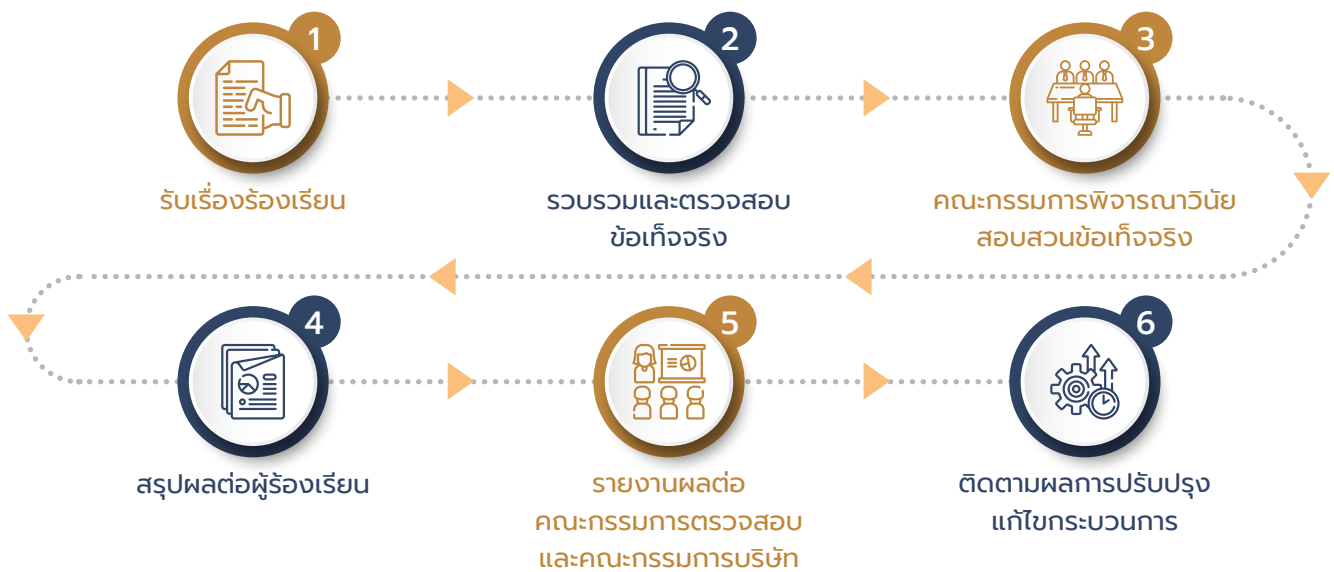 1
รับเรื่องร้องเรียน
2
รวบรวมและตรวจสอบ
ข้อเท็จจริง
3
คณะกรรมการพิจารณาวินัย
สอบสวนข้อเท็จจริง
4
สรุปผลต่อผู้ร้องเรียน
5
รายงานผลต่อ
คณะกรรมการตรวจสอบ
และคณะกรรมการบริษัท
6
ติดตามผลการปรับปรุง
แก้ไขกระบวนการ